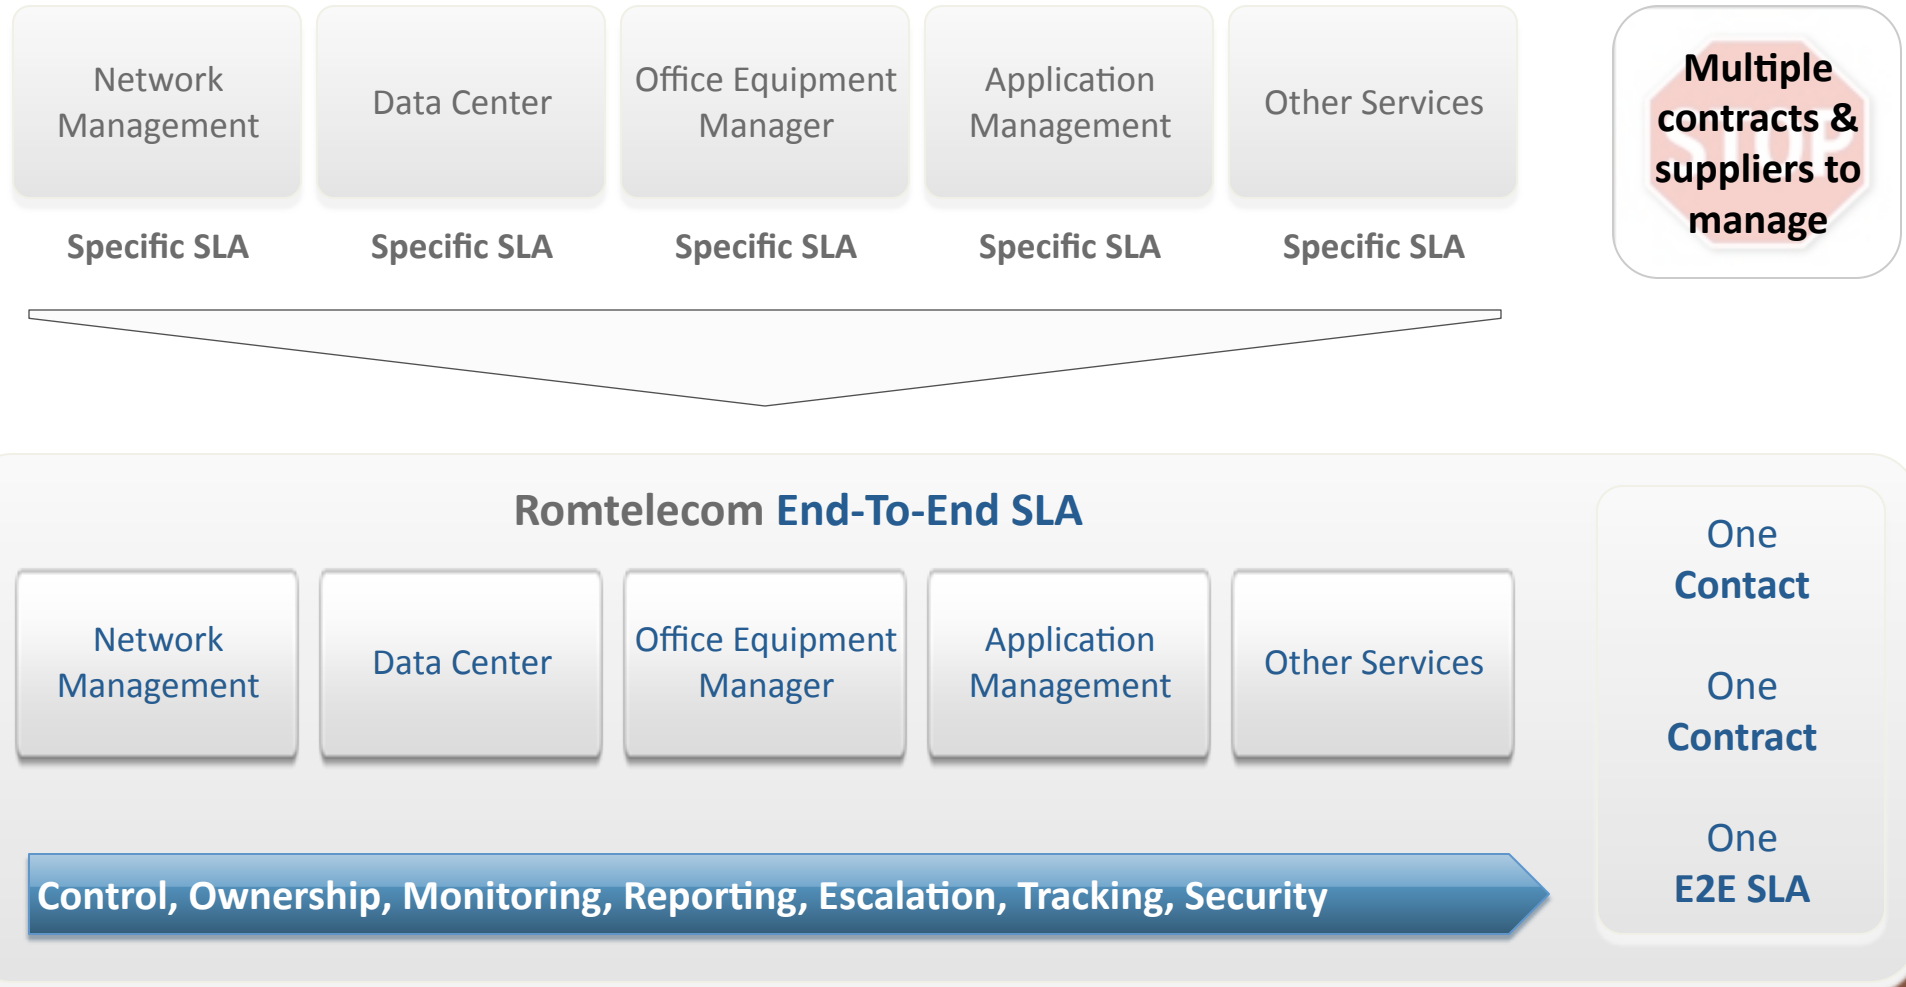 Network
Management
Data Center
Office Equipment
Manager
Application
Management
Other Services
Specific SLA
Specific SLA
Specific SLA
Specific SLA
Specific SLA
STOP
Multiple
contracts &
suppliers to
manage
Romtelecom End-To-End SLA
Network
Management
Data Center
Office Equipment
Manager
Application
Management
Other Services
Control, Ownership, Monitoring, Reporting, Escalation, Tracking, Security
One
Contact
One
Contract
One
E2E SLA